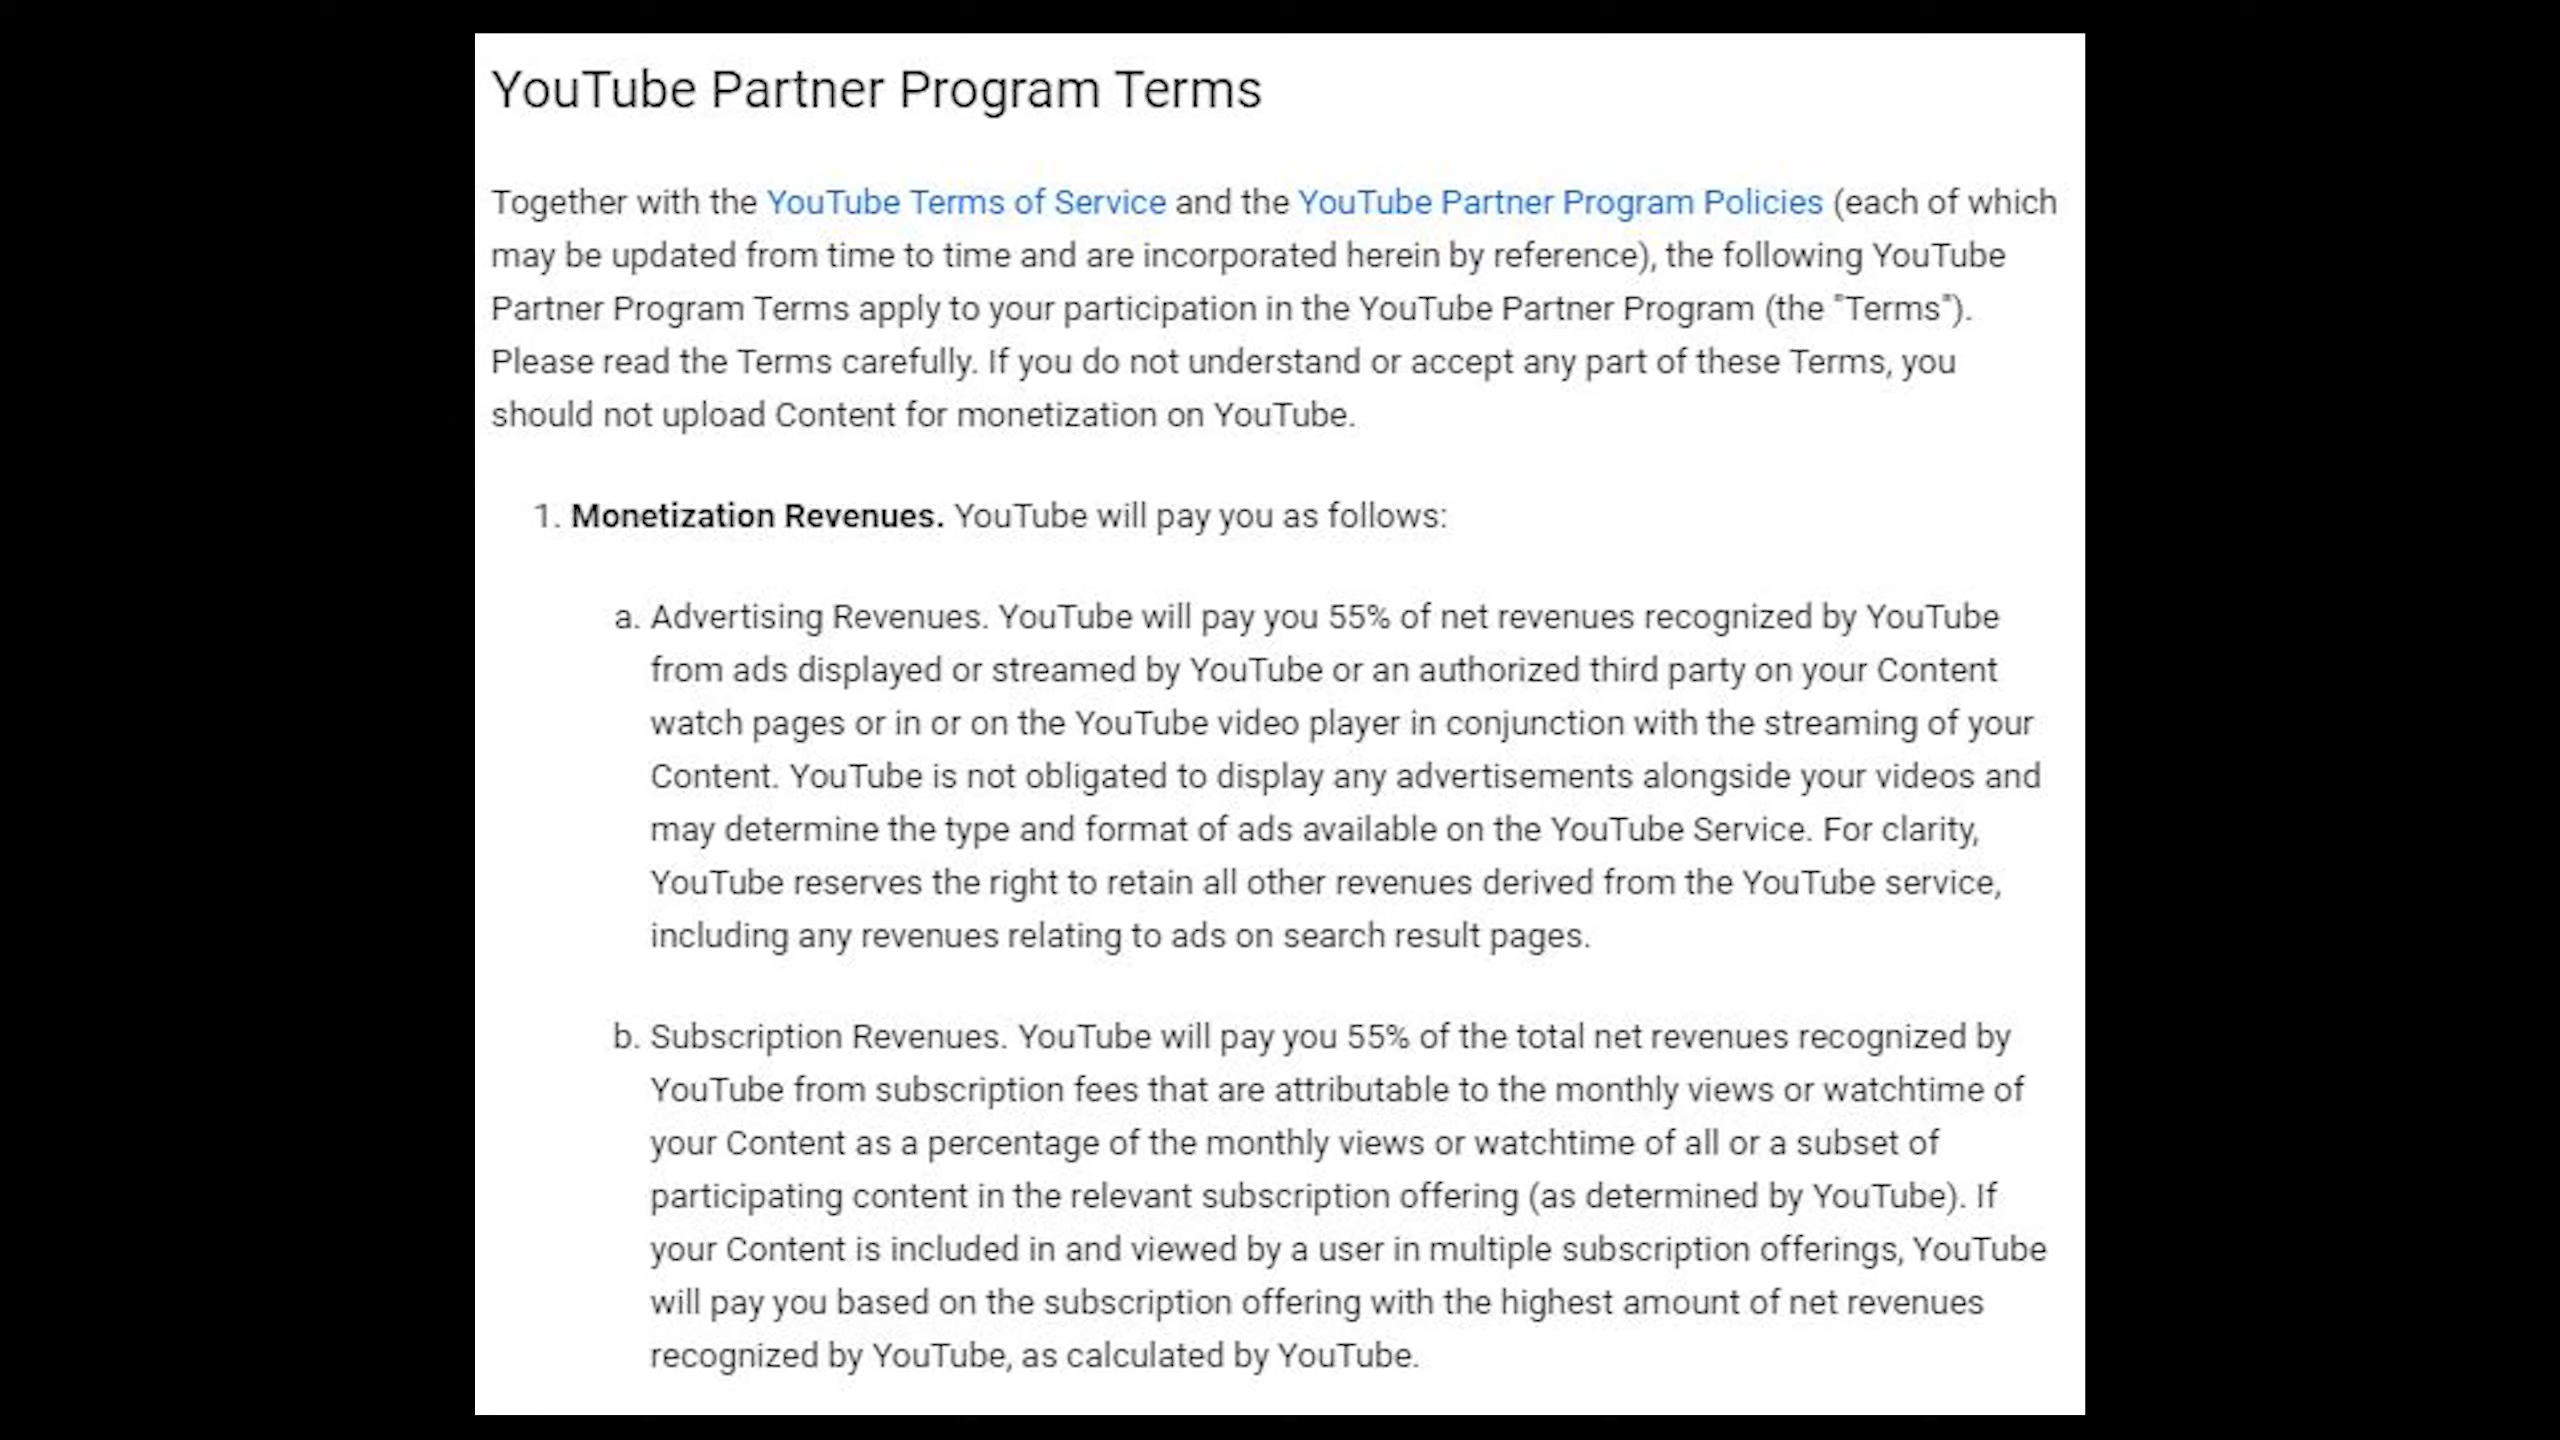 YouTube Partner Program Terms
Together with the YouTube Terms of Service and the YouTube Partner Program Policies (each of which
may be updated from time to time and are incorporated herein by reference), the following YouTube
Partner Program Terms apply to your participation in the YouTube Partner Program (the "Terms").
Please read the Terms carefully. If you do not understand or accept any part of these Terms, you
should not upload Content for monetization on YouTube.
1. Monetization Revenues. YouTube will pay you as follows:
a. Advertising Revenues. YouTube will pay you 55% of net revenues recognized by YouTube
from ads displayed or streamed by YouTube or an authorized third party on your Content
watch pages or in or on the YouTube video player in conjunction with the streaming of your
Content. YouTube is not obligated to display any advertisements alongside your videos and
may determine the type and format of ads available on the YouTube Service. For clarity,
YouTube reserves the right to retain all other revenues derived from the YouTube service,
including any revenues relating to ads on search result pages.
b. Subscription Revenues. YouTube will pay you 55% of the total net revenues recognized by
YouTube from subscription fees that are attributable to the monthly views or watchtime of
your Content as a percentage of the monthly views or watchtime of all or a subset of
participating content in the relevant subscription offering (as determined by YouTube). If
your Content is included in and viewed by a user in multiple subscription offerings, YouTube
will pay you based on the subscription offering with the highest amount of net revenues
recognized by YouTube, as calculated by YouTube.